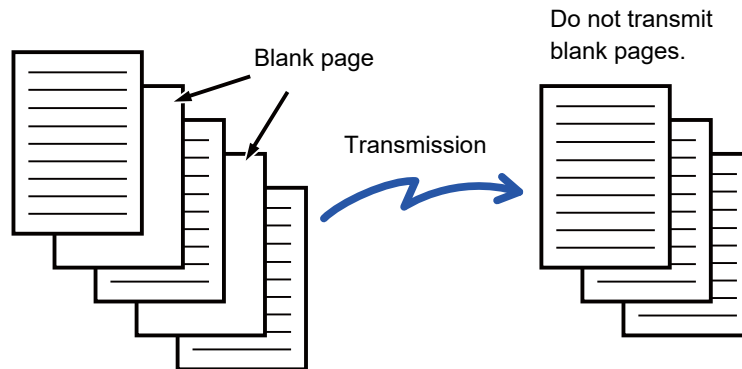 Blank page
Transmission
Do not transmit
blank pages.